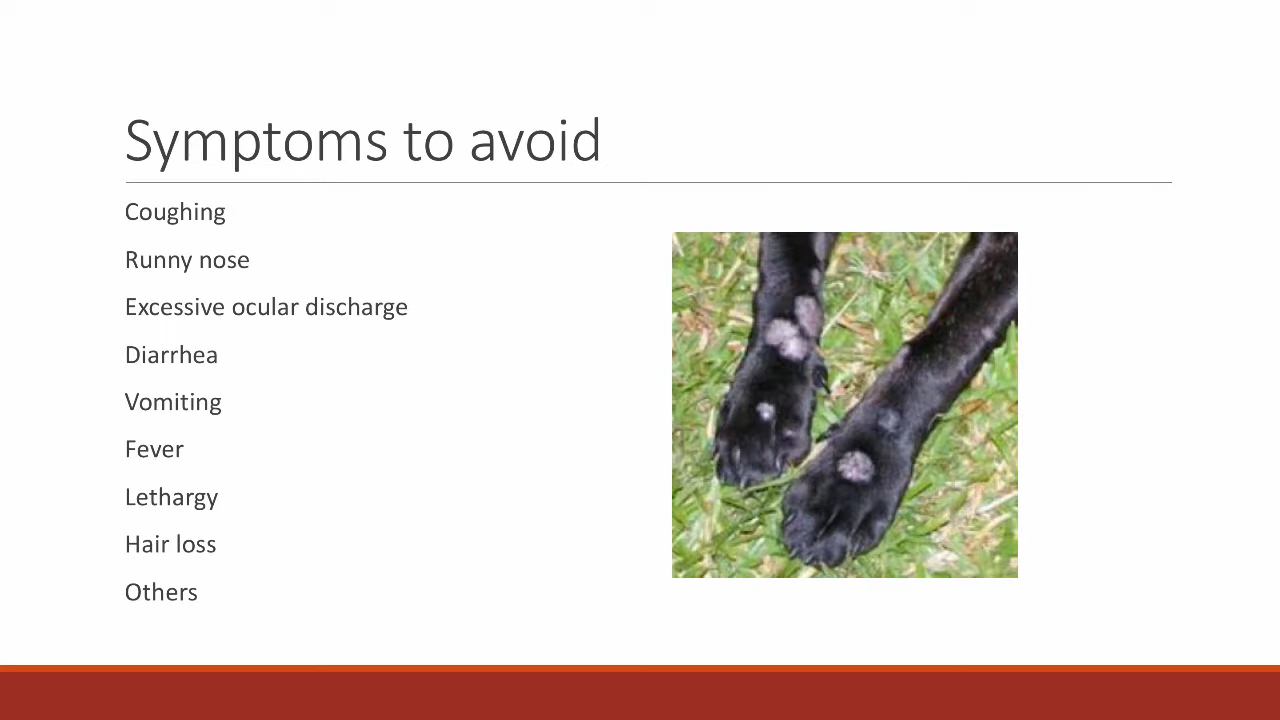 Symptoms to avoid
Coughing
Runny nose
Excessive ocular discharge
Diarrhea
Vomiting
Fever
Lethargy
Hair loss
Others